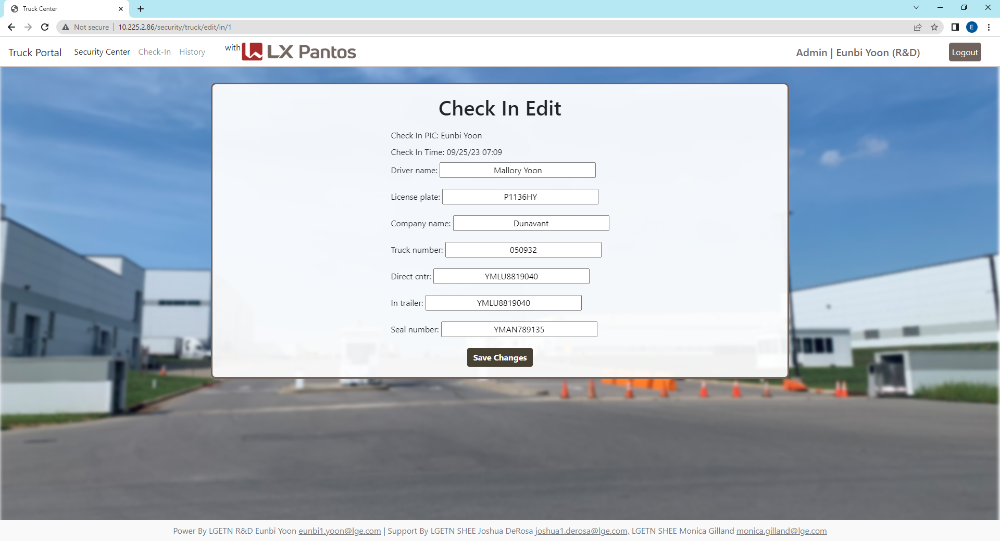 Truck Center
Not secure | 10.225.2.86/security/truck/edit/in/1
E
Truck Portal Security Center Check-In History with LX Pantos Admin | Eunbi Yoon (R&D) Logout
Check In Edit
Check In PIC: Eunbi Yoon
Check In Time: 09/25/23 07:09
Driver name: Mallory Yoon
License plate: P1136HY
Company name: Dunavant
Truck number: 050932
Direct cntr: YMLU8819040
In trailer: YMLU8819040
Seal number: YMAN789135
Save Changes
Power By LGETN R&D Eunbi Yoon eunbi1.yoon@lge.com | Support By LGETN SHEE Joshua DeRosa joshua1.derosa@lge.com, LGETN SHEE Monica Gilland monica.gilland@lge.com